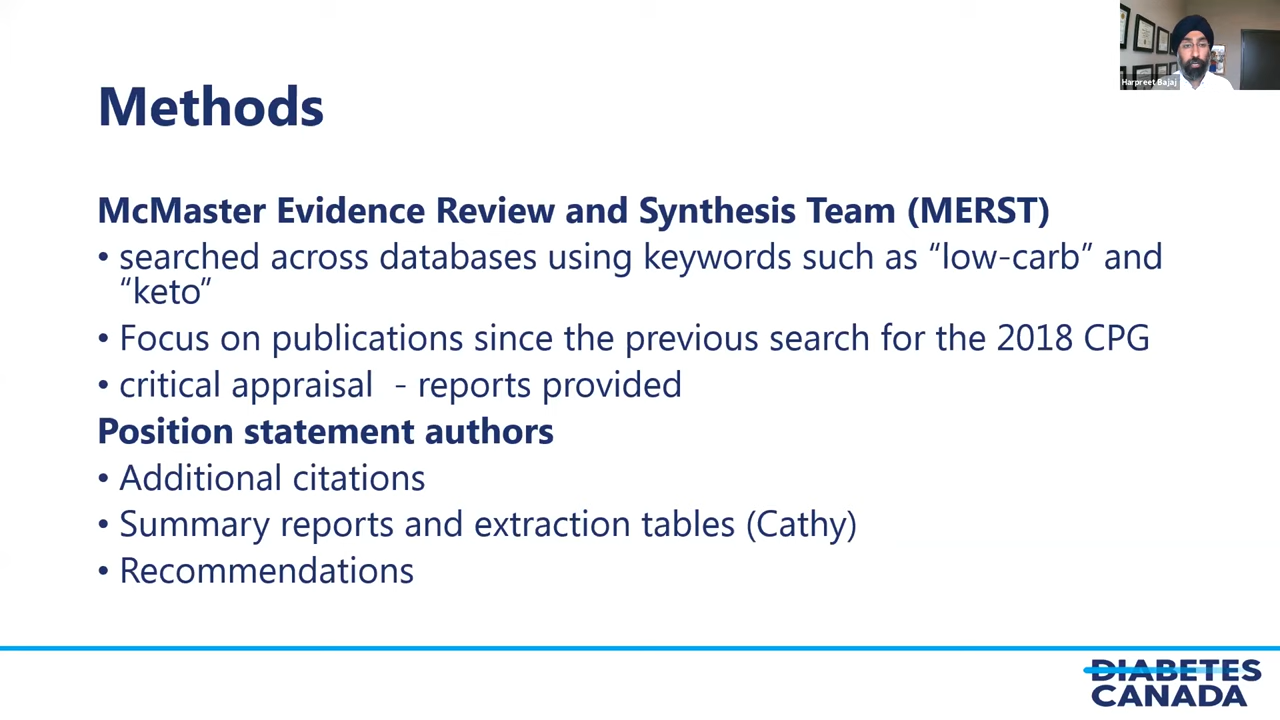 Harpreet Bajaj
Methods
McMaster Evidence Review and Synthesis Team (MERST)
• searched across databases using keywords such as “low-carb” and
“keto”
• Focus on publications since the previous search for the 2018 CPG
• critical appraisal  - reports provided
Position statement authors
• Additional citations
• Summary reports and extraction tables (Cathy)
• Recommendations
DIABETES
CANADA